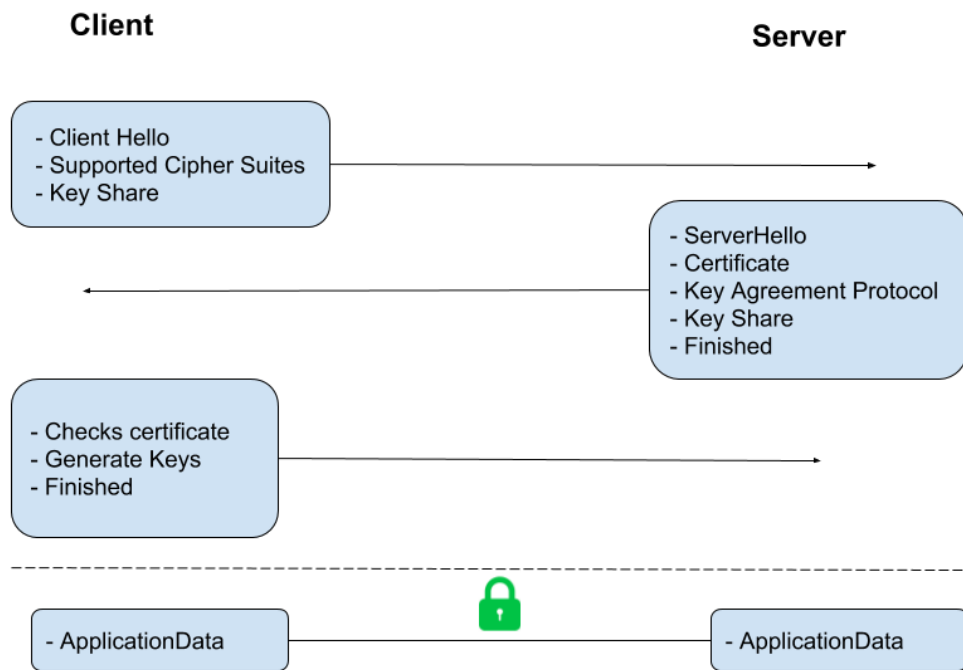 Client
Server
- Client Hello
- Supported Cipher Suites
- Key Share
- ServerHello
- Certificate
- Key Agreement Protocol
- Key Share
- Finished
- Checks certificate
- Generate Keys
- Finished
- ApplicationData
- ApplicationData